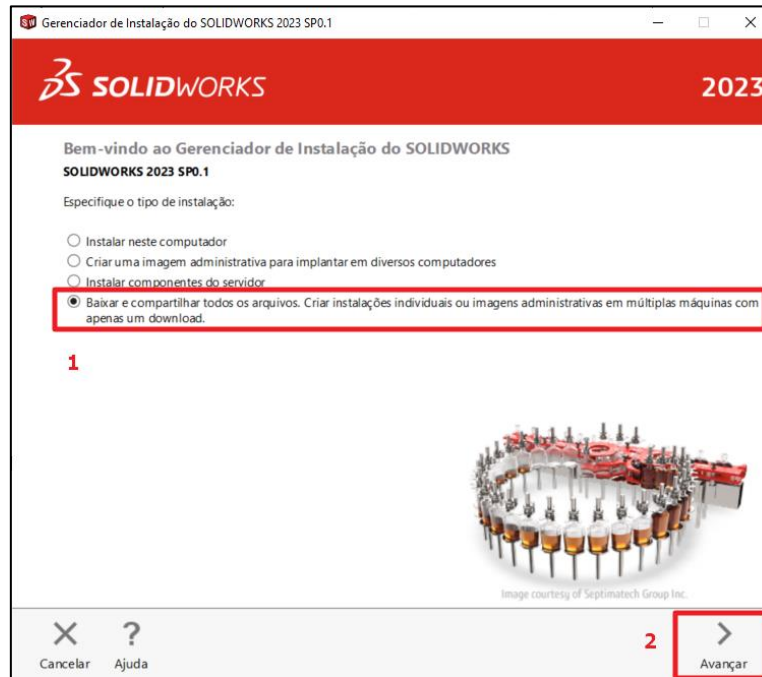 Gerenciador de Instalação do SOLIDWORKS 2023 SP0.1
SOLIDWORKS
2023
Bem-vindo ao Gerenciador de Instalação do SOLIDWORKS
SOLIDWORKS 2023 SP0.1
Especifique o tipo de instalação:
Instalar neste computador
Criar uma imagem administrativa para implantar em diversos computadores
Instalar componentes do servidor
Baixar e compartilhar todos os arquivos. Criar instalações individuais ou imagens administrativas em múltiplas máquinas com
apenas um download.
1
Image courtesy of Septimatech Group Inc.
Cancelar
Ajuda
2
Avançar